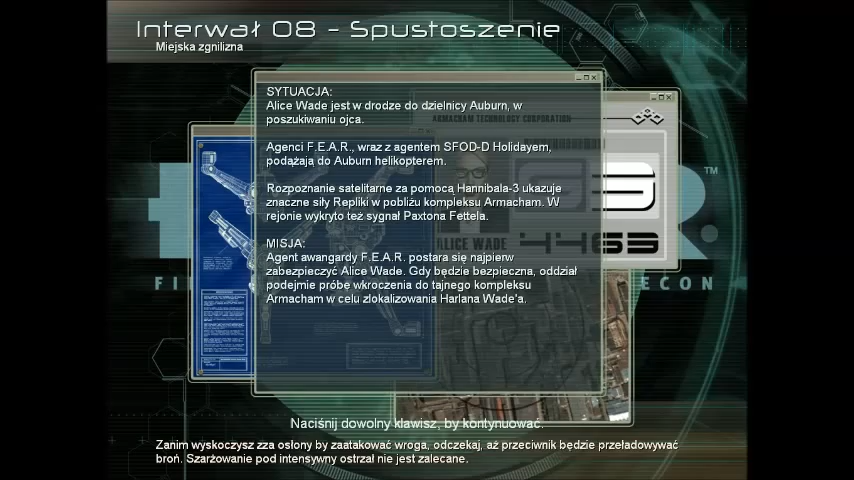 Interwał 08 - Spustoszenie
Miejska zgnilizna
SYTUACJA:
Alice Wade jest w drodze do dzielnicy Auburn, w
poszukiwaniu ojca.
Agenci F.E.A.R., wraz z agentem SFOD-D Holidayem,
podążają do Auburn helikopterem.
Rozpoznanie satelitarne za pomocą Hannibala-3 ukazuje
znaczne siły Repliki w pobliżu kompleksu Armacham. W
rejonie wykryto też sygnał Paxtona Fettela.
MISJA:
Agent awangardy F.E.A.R. postara się najpierw
zabezpieczyć Alice Wade. Gdy będzie bezpieczna, oddział
podejmie próbę wkroczenia do tajnego kompleksu
Armacham w celu zlokalizowania Harlana Wade'a.
ARMACHAM TECHNOLOGY CORPORATION
ALICE WADE
4463
R.
TM
FI
RECON
Naciśnij dowolny klawisz, by kontynuować.
Zanim wyskoczysz zza osłony by zaatakować wroga, odczekaj, aż przeciwnik będzie przeładowywać
broń. Szarżowanie pod intensywny ostrzał nie jest zalecane.